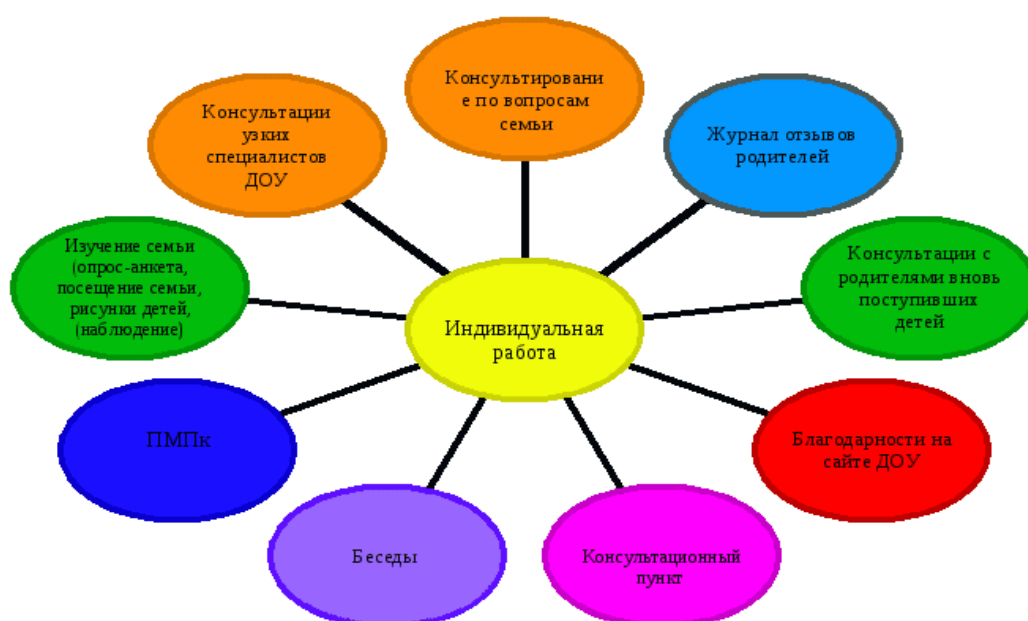 Консультировани
е по вопросам
семьи
Консультации
узких
специалистов
ДОУ
Журнал отзывов
родителей
Изучение семьи
(опрос-анкета,
посещение семьи,
рисунки детей,
(наблюдение)
Консультации с
родителями вновь
поступивших
детей
Индивидуальная
работа
ПМПк
Благодарности на
сайте ДОУ
Беседы
Консультационный
пункт